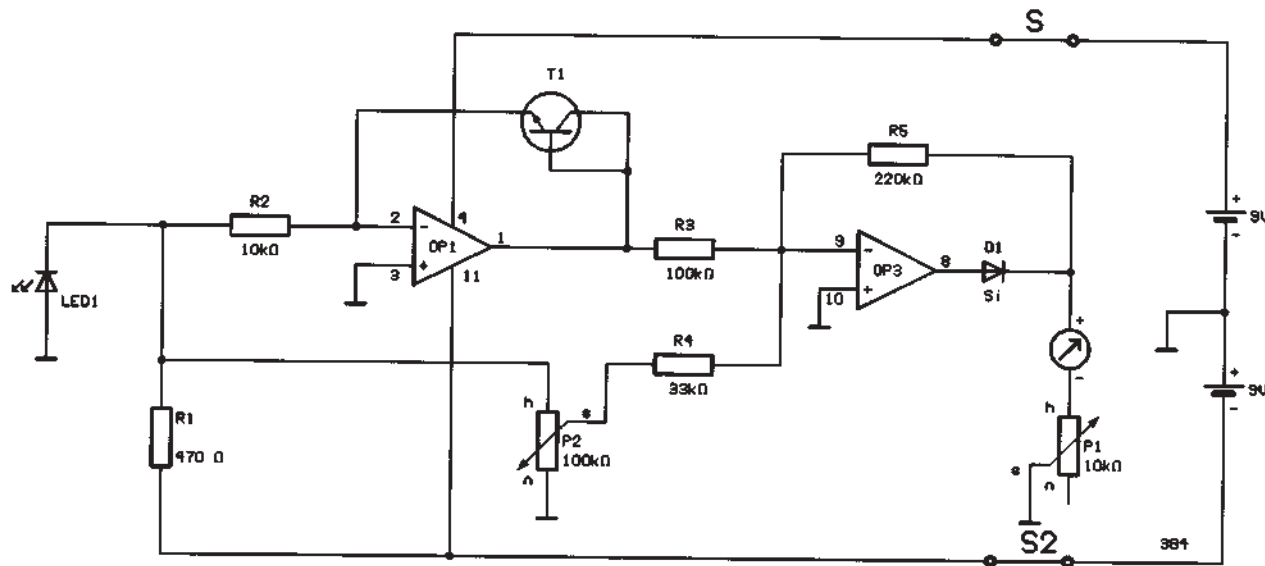 S
T1
R5
220kΩ
R2
10kΩ
2
-
4
OP1
1
3
+
11
R3
100kΩ
9
-
OP3
8
10
+
D1
Si
+
9V
-
LED1
R4
33kΩ
+
-
+
9V
-
R1
470 Ω
h
s
P2
100kΩ
n
h
P1
10kΩ
s
n
S2
384